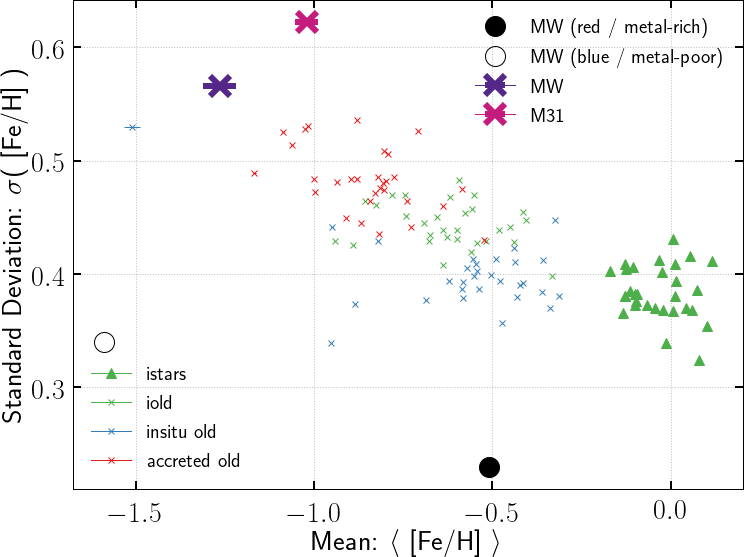 MW (red / metal-rich)
MW (blue / metal-poor)
MW
M31
0.6
0.5
0.4
0.3
Standard Deviation: σ( [Fe/H] )
istars
iold
insitu old
accreted old
−1.5
−1.0
−0.5
0.0
Mean: ⟨ [Fe/H] ⟩